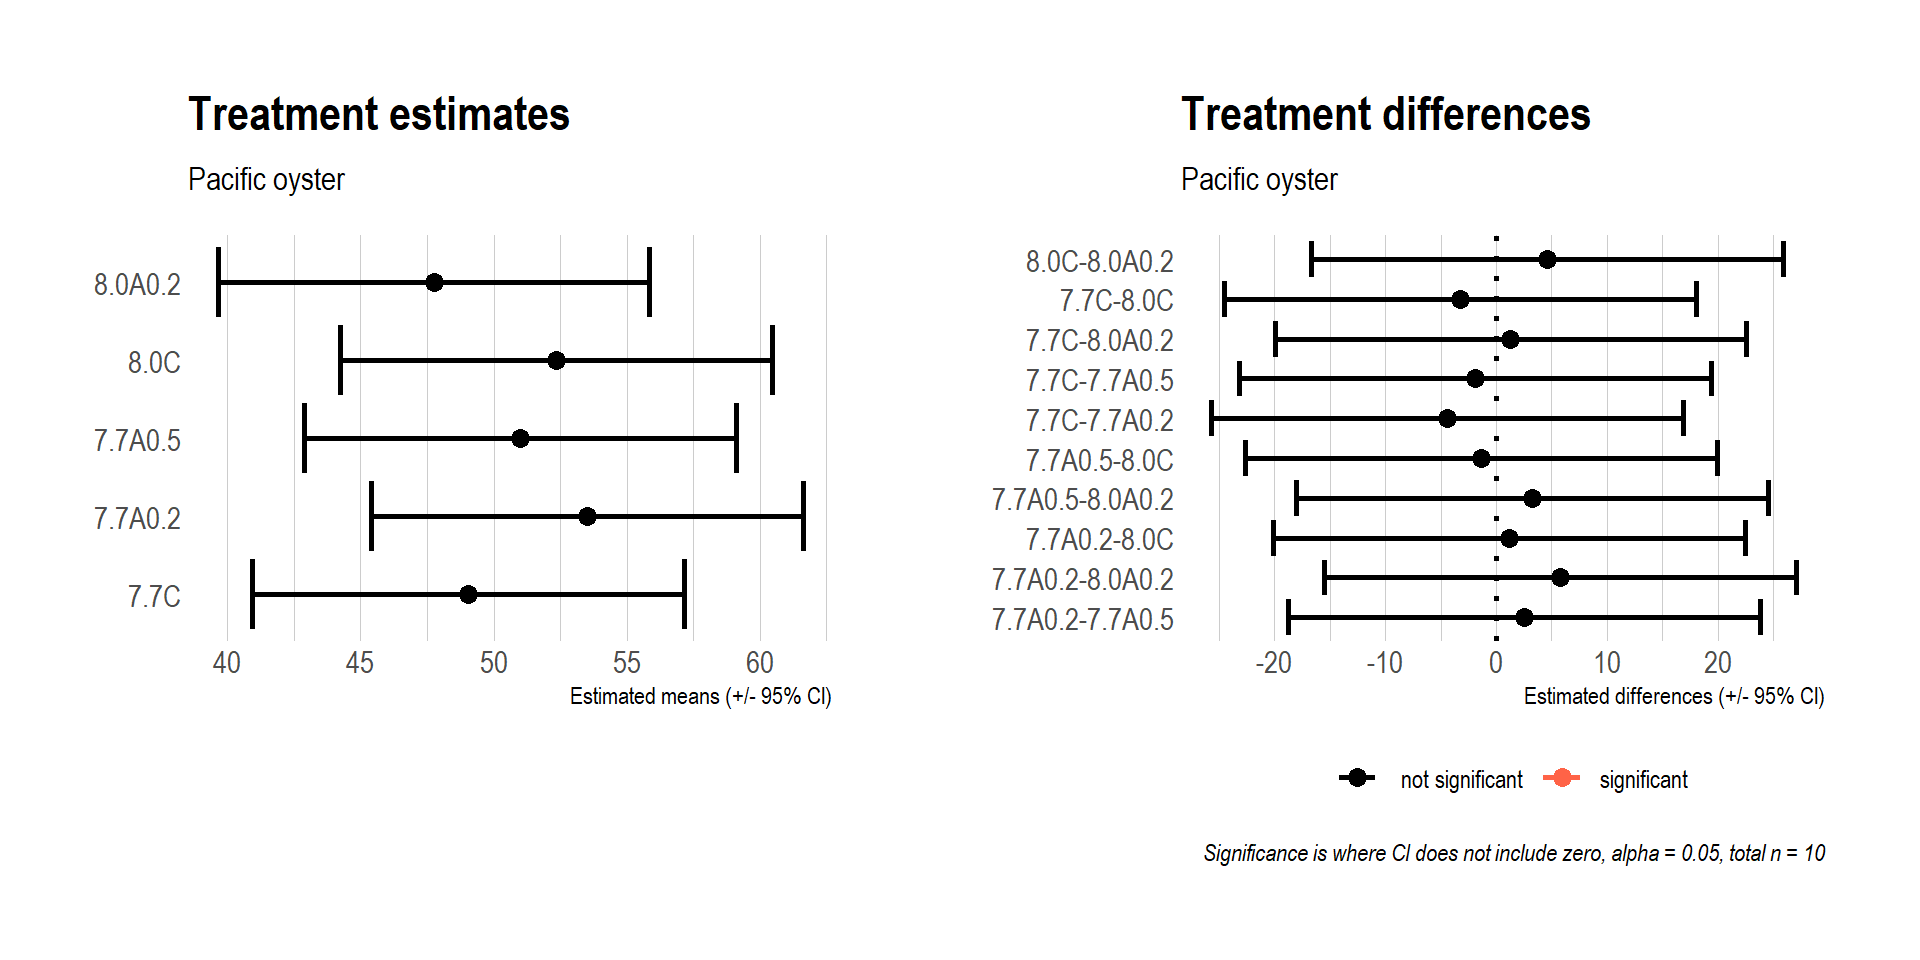 Treatment estimates
Pacific oyster
8.0A0.2
8.0C
7.7A0.5
7.7A0.2
7.7C
40 45 50 55 60
Estimated means (+/- 95% CI)
Treatment differences
Pacific oyster
8.0C-8.0A0.2
7.7C-8.0C
7.7C-8.0A0.2
7.7C-7.7A0.5
7.7C-7.7A0.2
7.7A0.5-8.0C
7.7A0.5-8.0A0.2
7.7A0.2-8.0C
7.7A0.2-8.0A0.2
7.7A0.2-7.7A0.5
-20 -10 0 10 20
Estimated differences (+/- 95% CI)
not significant significant
Significance is where CI does not include zero, alpha = 0.05, total n = 10